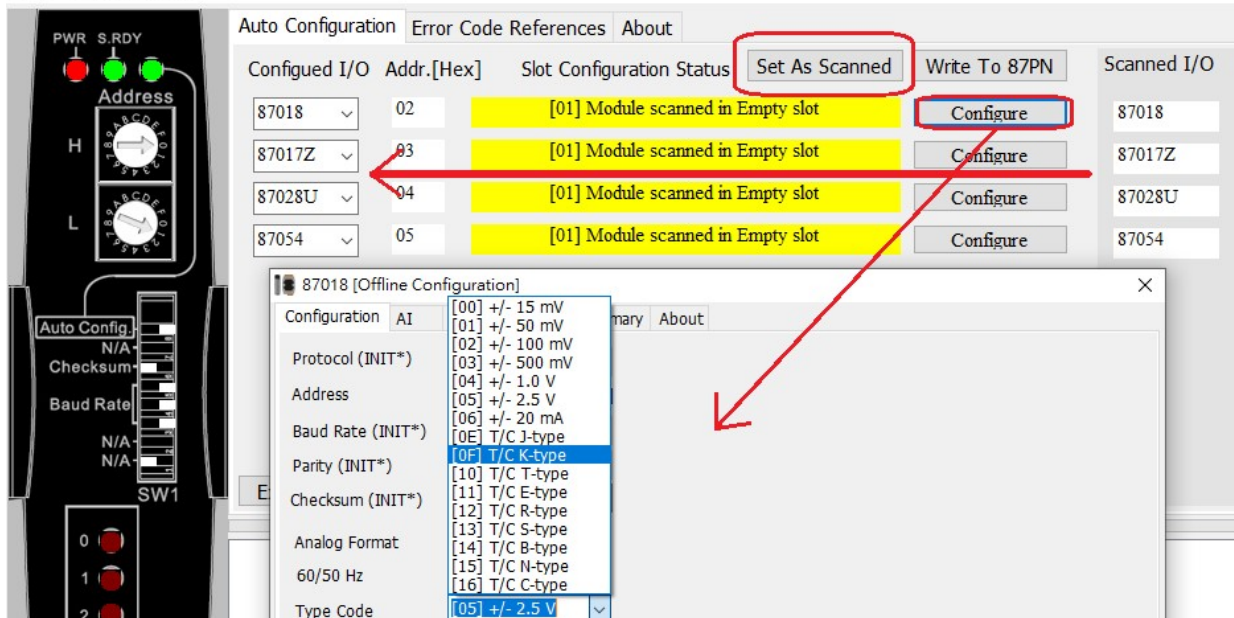 PWR S.RDY
Address
H
L
Auto Config.
N/A
Checksum
Baud Rate
N/A
N/A
SW1
0
1
2
Auto Configuration Error Code References About
Configued I/O Addr.[Hex] Slot Configuration Status Set As Scanned Write To 87PN Scanned I/O
87018 02 [01] Module scanned in Empty slot Configure 87018
87017Z 03 [01] Module scanned in Empty slot Configure 87017Z
87028U 04 [01] Module scanned in Empty slot Configure 87028U
87054 05 [01] Module scanned in Empty slot Configure 87054
87018 [Offline Configuration]
Configuration AI About
Protocol (INIT*)
Address
Baud Rate (INIT*)
Parity (INIT*)
Checksum (INIT*)
Analog Format
60/50 Hz
Type Code [05] +/- 2.5 V
[00] +/- 15 mV
[01] +/- 50 mV
[02] +/- 100 mV
[03] +/- 500 mV
[04] +/- 1.0 V
[05] +/- 2.5 V
[06] +/- 20 mA
[0E] T/C J-type
[0F] T/C K-type
[10] T/C T-type
[11] T/C E-type
[12] T/C R-type
[13] T/C S-type
[14] T/C B-type
[15] T/C N-type
[16] T/C C-type